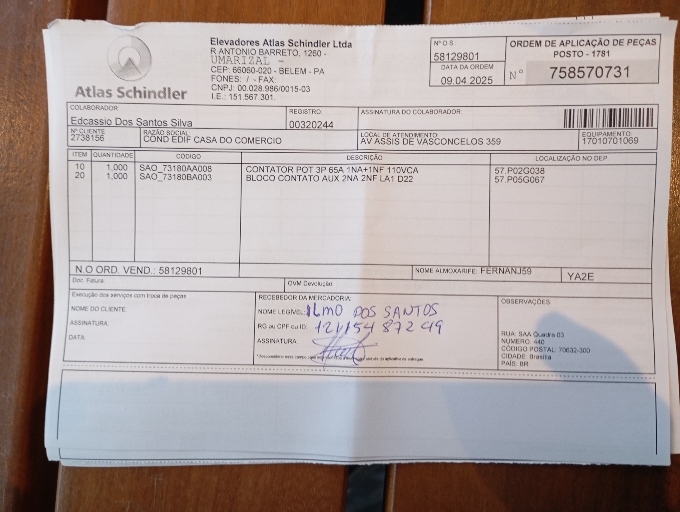 Atlas Schindler
Elevadores Atlas Schindler Ltda
R ANTONIO BARRETO, 1260 -
UMARIZAL -
CEP: 66060-020 - BELEM - PA
FONES: / - FAX:
CNPJ: 00.028.986/0015-03
I.E.: 151.567.301.
Nº O.S.
58129801
DATA DA ORDEM
09.04.2025
ORDEM DE APLICAÇÃO DE PEÇAS
POSTO - 1781
Nº 758570731
COLABORADOR:
Edcassio Dos Santos Silva
REGISTRO:
00320244
ASSINATURA DO COLABORADOR:
Nº CLIENTE
2738156
RAZÃO SOCIAL
COND EDIF CASA DO COMERCIO
LOCAL DE ATENDIMENTO
AV ASSIS DE VASCONCELOS 359
EQUIPAMENTO:
17010701069
ITEM QUANTIDADE CÓDIGO DESCRIÇÃO LOCALIZAÇÃO NO DEP
10 1,000 SAO_73180AA008 CONTATOR POT 3P 65A 1NA+1NF 110VCA 57.P02G038
20 1,000 SAO_73180BA003 BLOCO CONTATO AUX 2NA 2NF LA1 D22 57.P05G067
N.O ORD. VEND.: 58129801
NOME ALMOXARIFE: FERNANJ59
YA2E
Doc. Fatura:
OVM Devolução
Execução dos serviços com troca de peças
NOME DO CLIENTE:
ASSINATURA:
DATA:
RECEBEDOR DA MERCADORIA:
NOME LEGÍVEL: ILMO DOS SANTOS
RG ou CPF ou ID: 121154 872 49
ASSINATURA
OBSERVAÇÕES
RUA: SAA Quadra 03
NUMERO: 440
CÓDIGO POSTAL: 70632-300
CIDADE: Brasília
PAÍS: BR